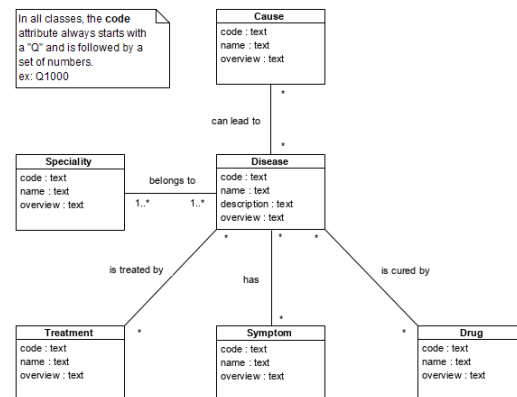 In all classes, the code
attribute always starts with
a "Q" and is followed by a
set of numbers.
ex: Q1000
Cause
code : text
name : text
overview : text
*
can lead to
*
Speciality
code : text
name : text
overview : text
belongs to
1..*
1..*
Disease
code : text
name : text
description : text
overview : text
*
*
*
is treated by
has
is cured by
*
*
*
Treatment
code : text
name : text
overview : text
Symptom
code : text
name : text
overview : text
Drug
code : text
name : text
overview : text